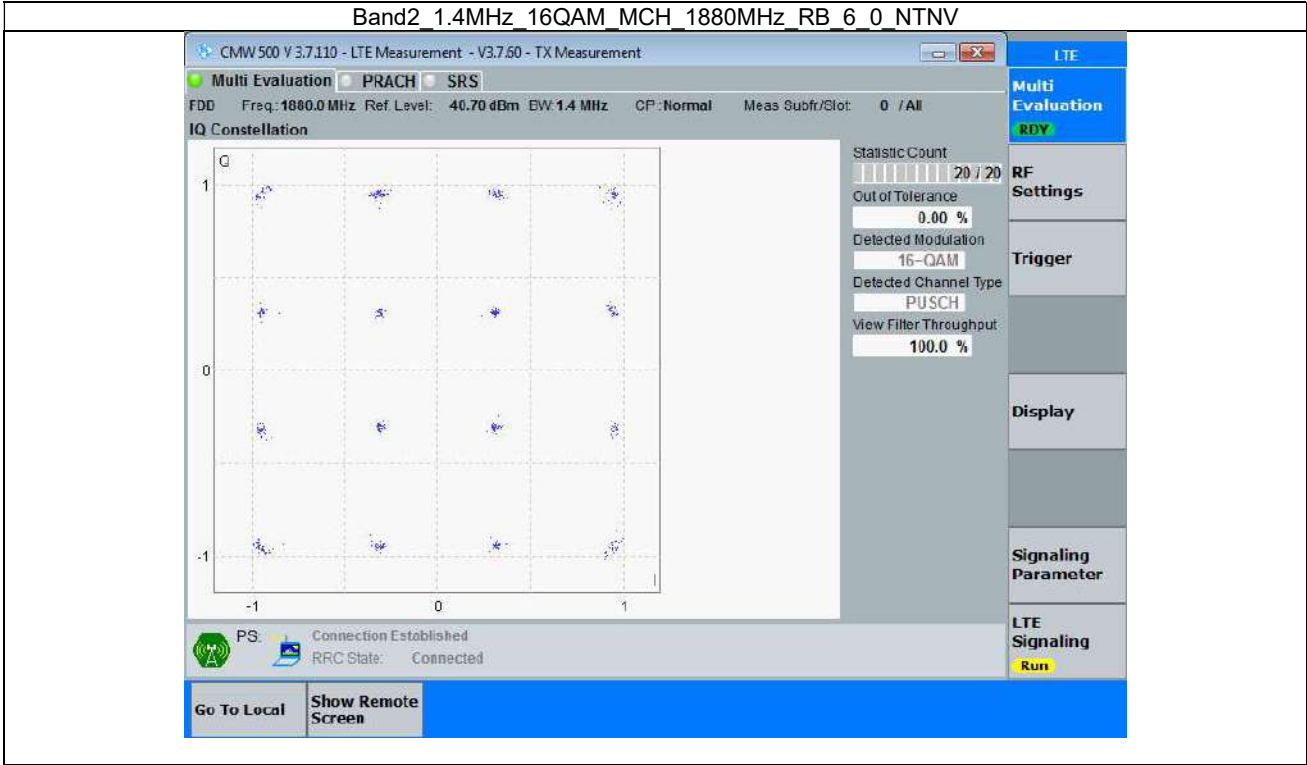 Band2_1.4MHz_16QAM_MCH_1880MHz_RB_6_0_NTNV
CMW 500 V 3.7.110 - LTE Measurement - V3.7.60 - TX Measurement
LTE
Multi Evaluation PRACH SRS
FDD Freq.: 1880.0 MHz Ref. Level: 40.70 dBm BW: 1.4 MHz CP: Normal Meas Subfr/Slot: 0 / All
IQ Constellation
Q
1
0
-1
-1 0 1
I
Statistic Count
20 / 20
Out of Tolerance
0.00 %
Detected Modulation
16-QAM
Detected Channel Type
PUSCH
View Filter Throughput
100.0 %
Multi
Evaluation
RDY
RF
Settings
Trigger
Display
Signaling
Parameter
LTE
Signaling
Run
PS: Connection Established
RRC State: Connected
Go To Local
Show Remote
Screen